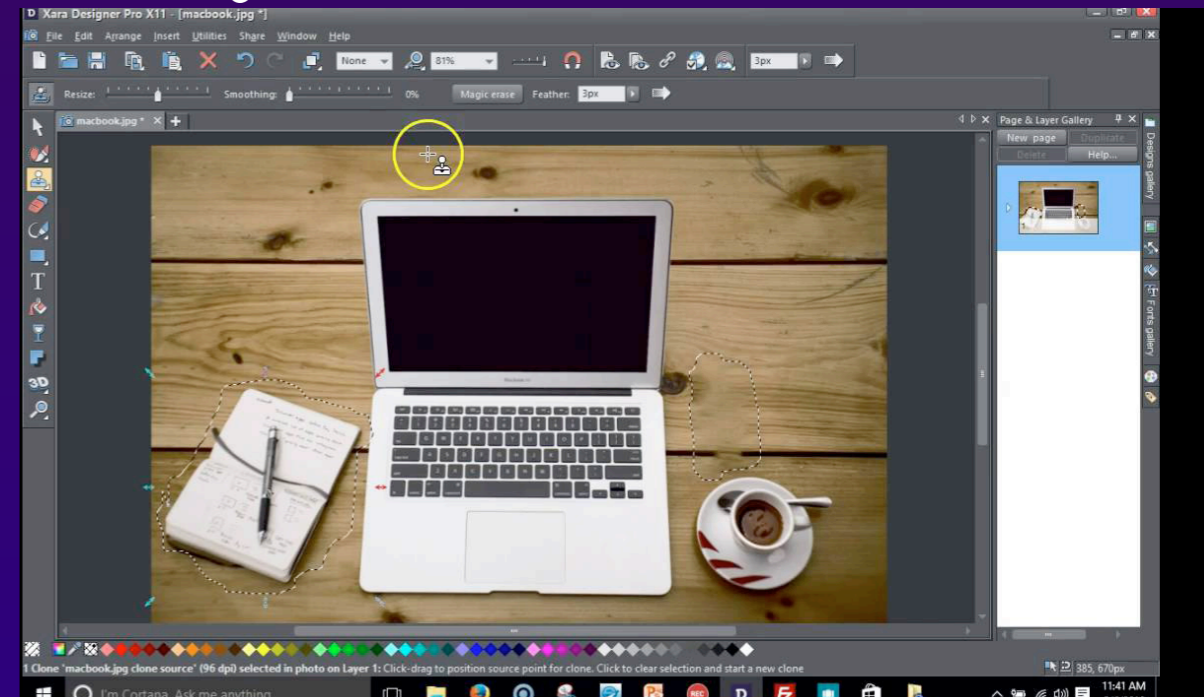 Xara Designer Pro X11 - [macbook.jpg *]
File Edit Arrange Insert Utilities Share Window Help
None 81% 3px
Resize: Smoothing: 0% Magic erase Feather: 3px
macbook.jpg *
Page & Layer Gallery
New page Duplicate
Delete Help...
Designs gallery
Fonts gallery
T
3D
1 Clone "macbook.jpg clone source" (96 dpi) selected in photo on Layer 1: Click-drag to position source point for clone. Click to clear selection and start a new clone
385, 670px
I'm Cortana. Ask me anything.
REC
11:41 AM